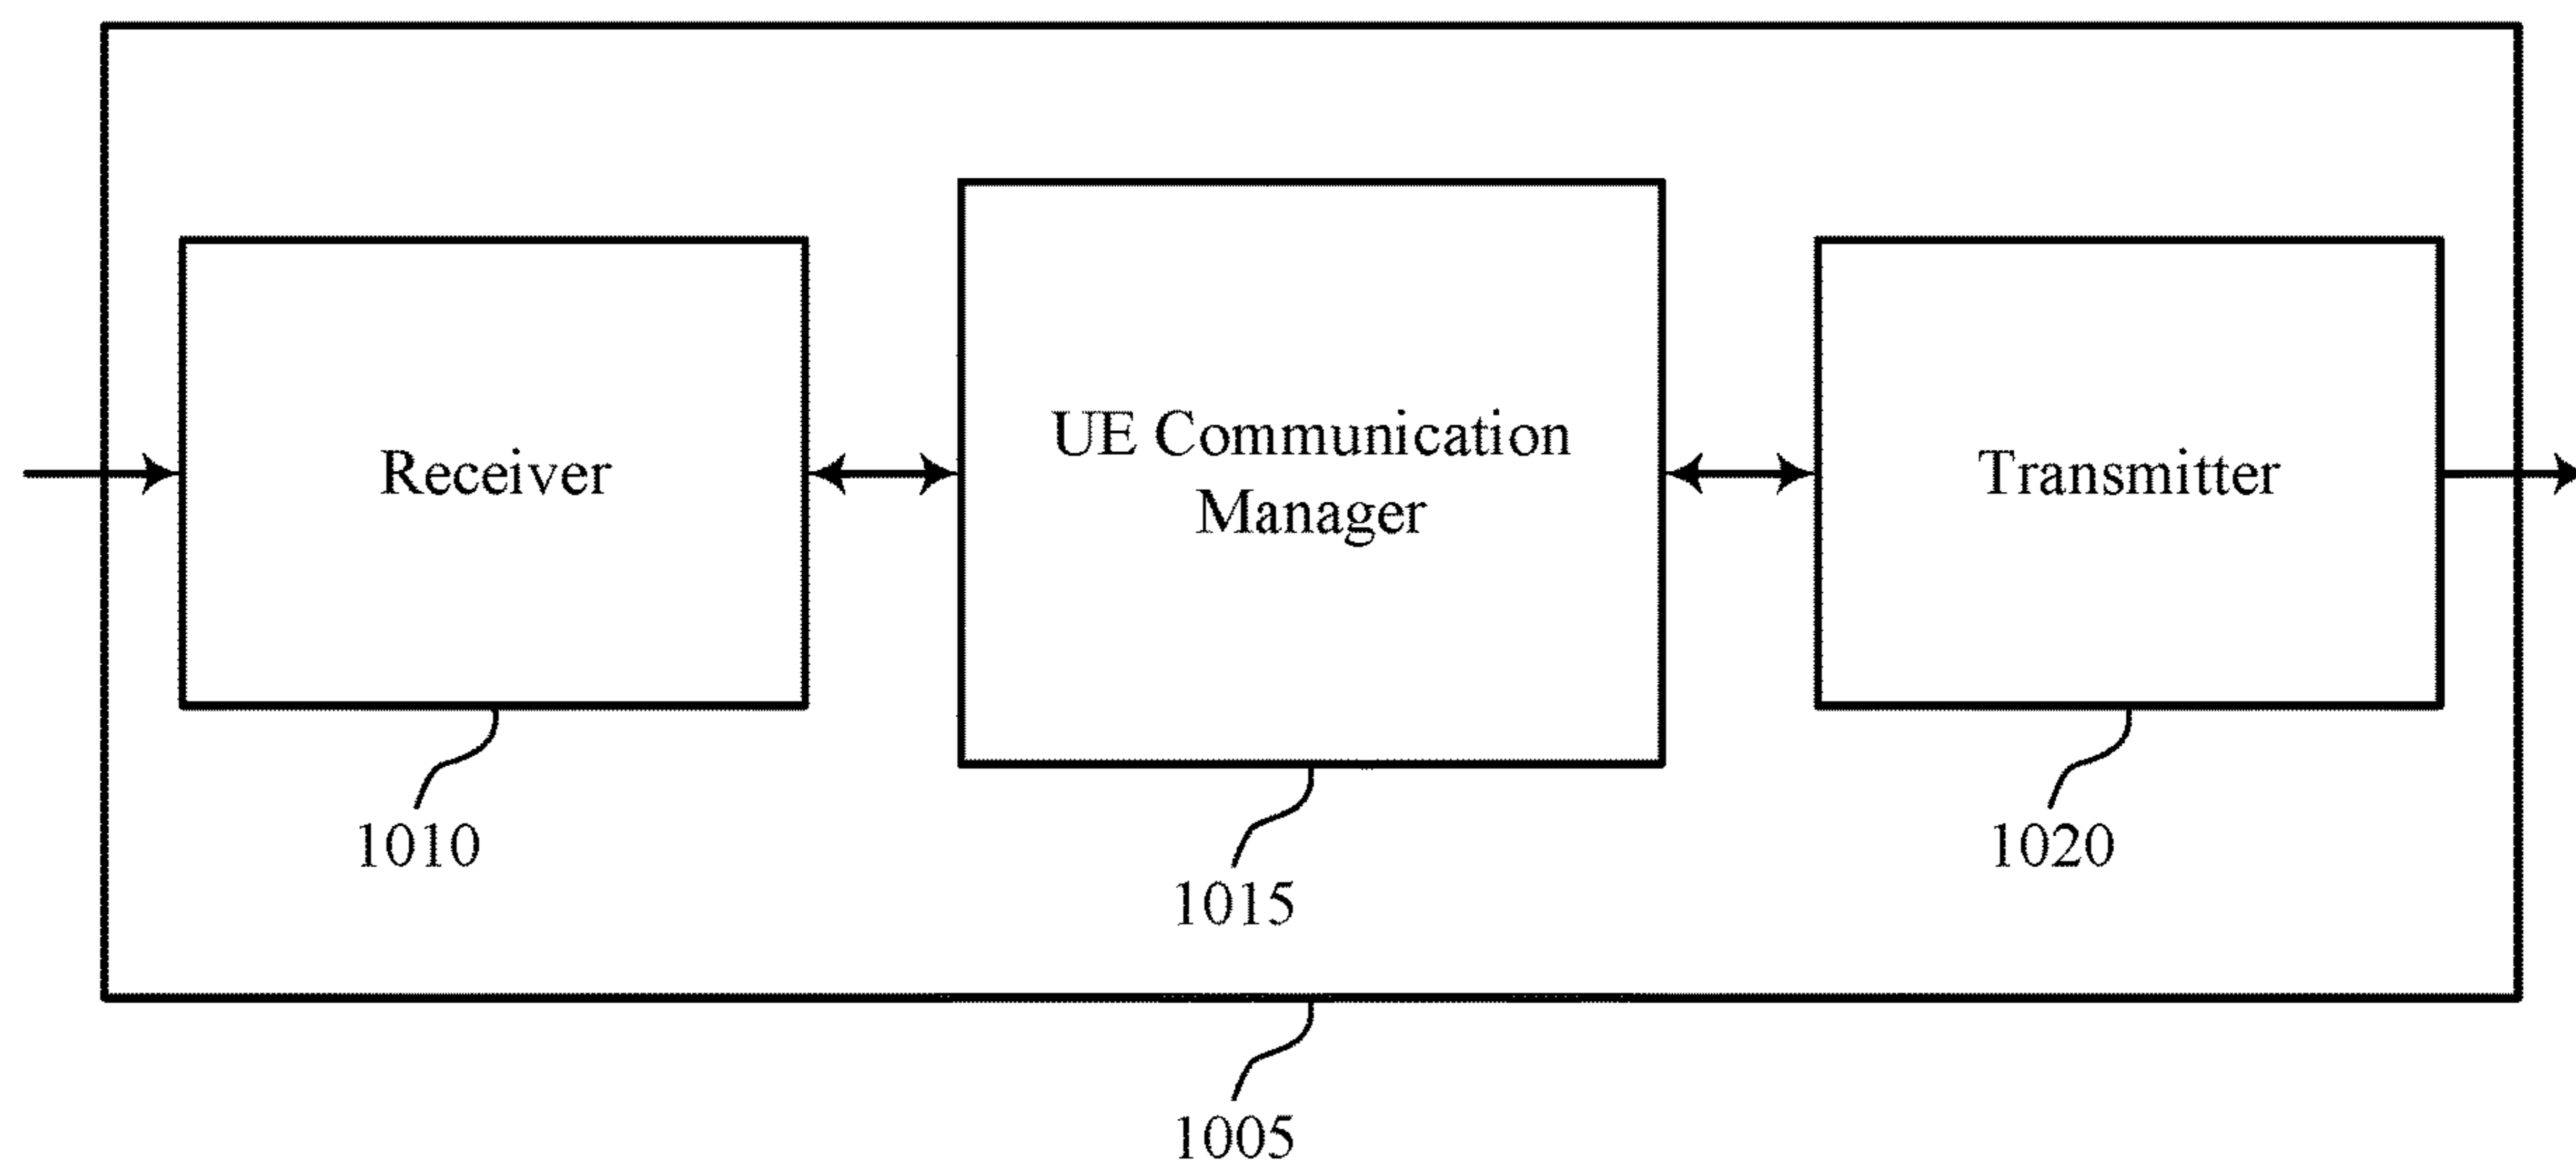 Receiver
UE Communication
Manager
Transmitter
1010
1015
1020
1005